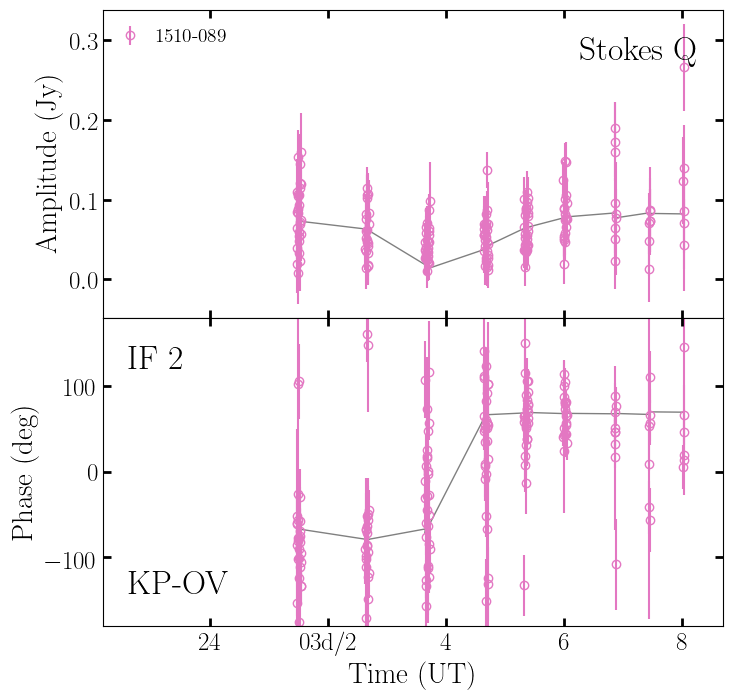 1510-089
Stokes Q
0.3
0.2
0.1
0.0
Amplitude (Jy)
IF 2
100
0
−100
Phase (deg)
KP-OV
24 03d/2 4 6 8
Time (UT)